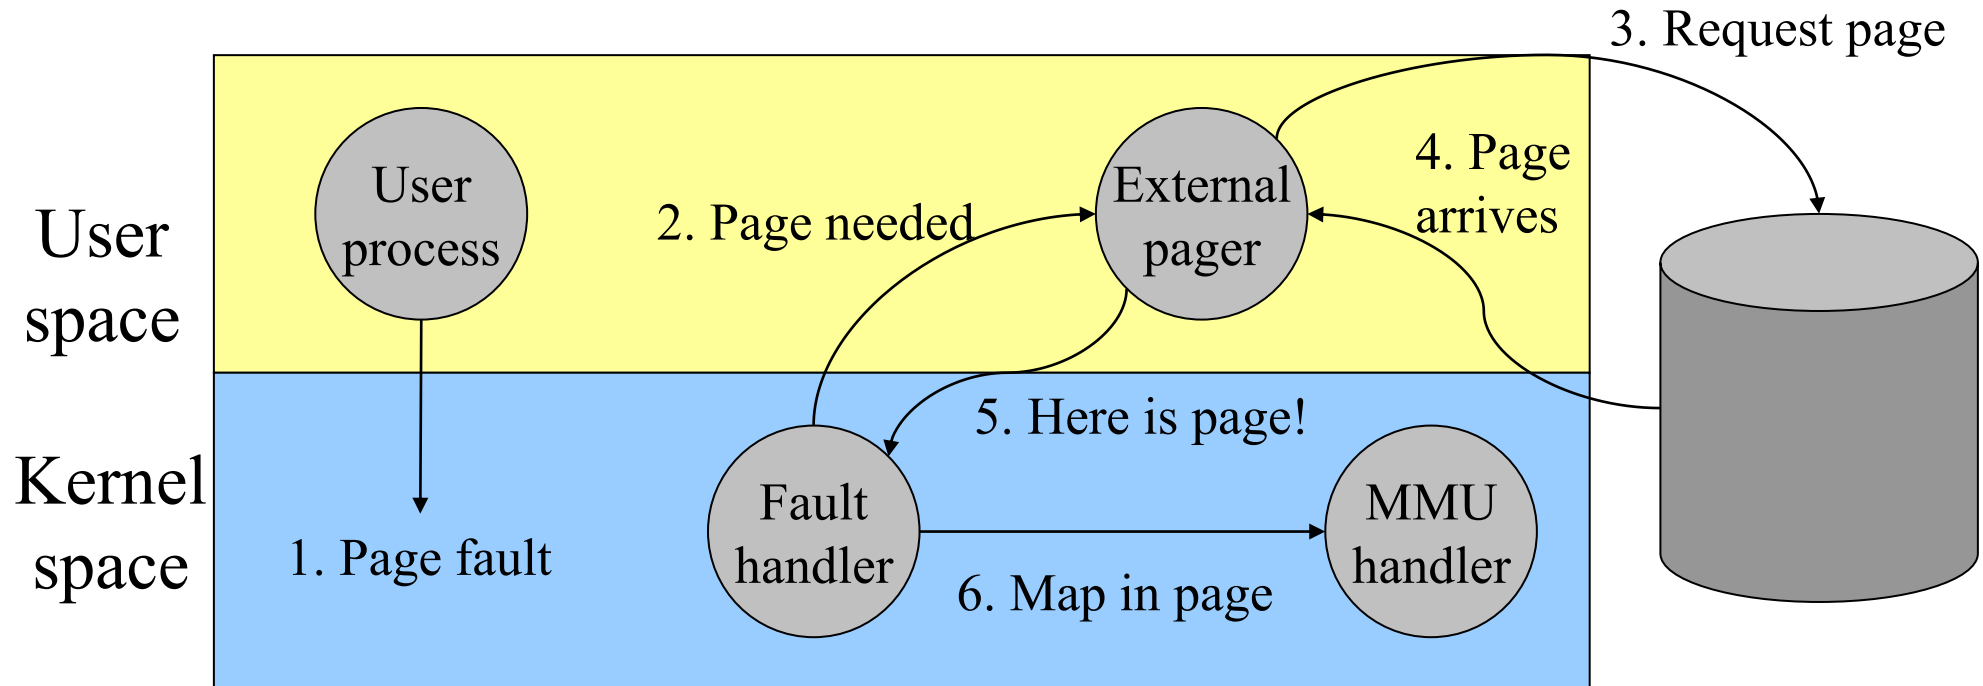 3. Request page
User
process
External
pager
4. Page
arrives
2. Page needed
User
space
5. Here is page!
Kernel
space
Fault
handler
MMU
handler
1. Page fault
6. Map in page